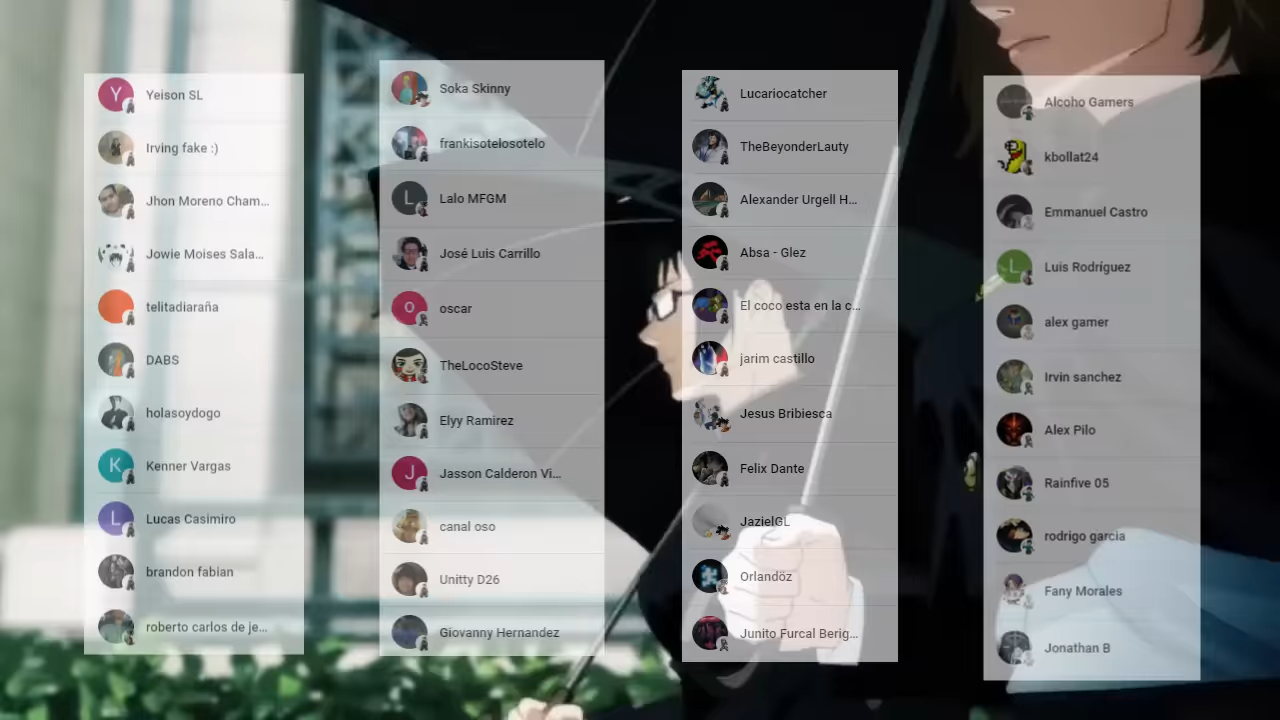 Yeison SL
Irving fake :)
Jhon Moreno Cham...
Jowie Moises Sala...
telitadiaraña
DABS
holasoydogo
Kenner Vargas
Lucas Casimiro
brandon fabian
roberto carlos de je...
Soka Skinny
frankisotelosotelo
Lalo MFGM
José Luis Carrillo
oscar
TheLocoSteve
Elyy Ramirez
Jasson Calderon Vi...
canal oso
Unitty D26
Giovanny Hernandez
Lucariocatcher
TheBeyonderLauty
Alexander Urgell H...
Absa - Glez
El coco esta en la c...
jarim castillo
Jesus Bribiesca
Felix Dante
JazielGL
Orlandöz
Junito Furcal Berig...
Alcoho Gamers
kbollat24
Emmanuel Castro
Luis Rodríguez
alex gamer
Irvin sanchez
Alex Pilo
Rainfive 05
rodrigo garcia
Fany Morales
Jonathan B